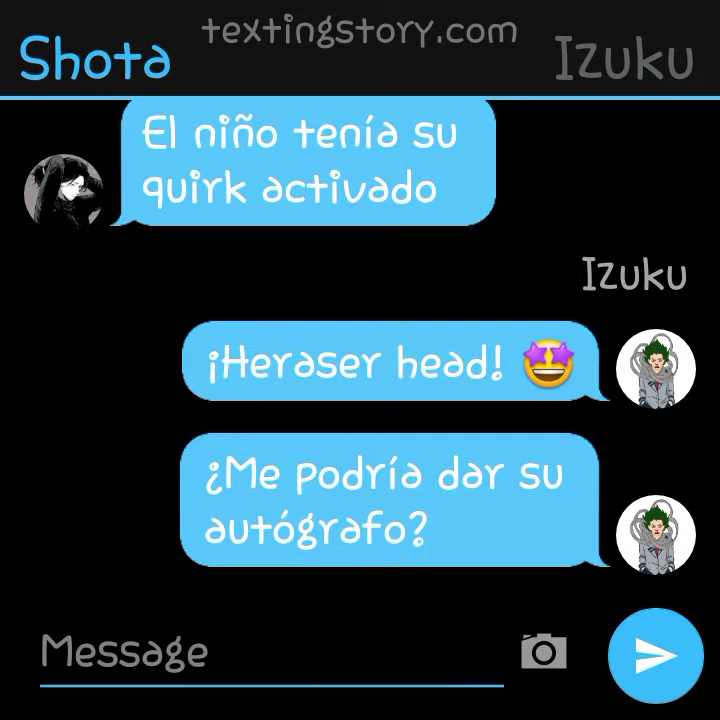 textingstory.com
Shota
Izuku
El niño tenía su
quirk activado
Izuku
¡Heraser head! 🤩
¿Me podría dar su
autógrafo?
Message